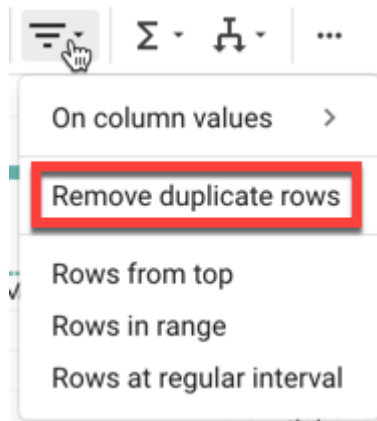 Σ
...
On column values >
Remove duplicate rows
Rows from top
Rows in range
Rows at regular interval